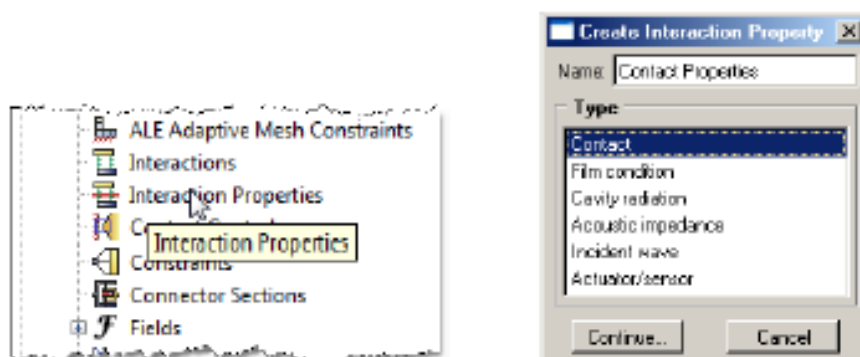 ALE Adaptive Mesh Constraints
Interactions
Interaction Properties
Interaction Properties
Constraints
Connector Sections
Fields
Create Interaction Property
Name: Contact Properties
Type
Contact
Film condition
Cavity radiation
Acoustic impedance
Incident wave
Actuator/sensor
Continue...
Cancel